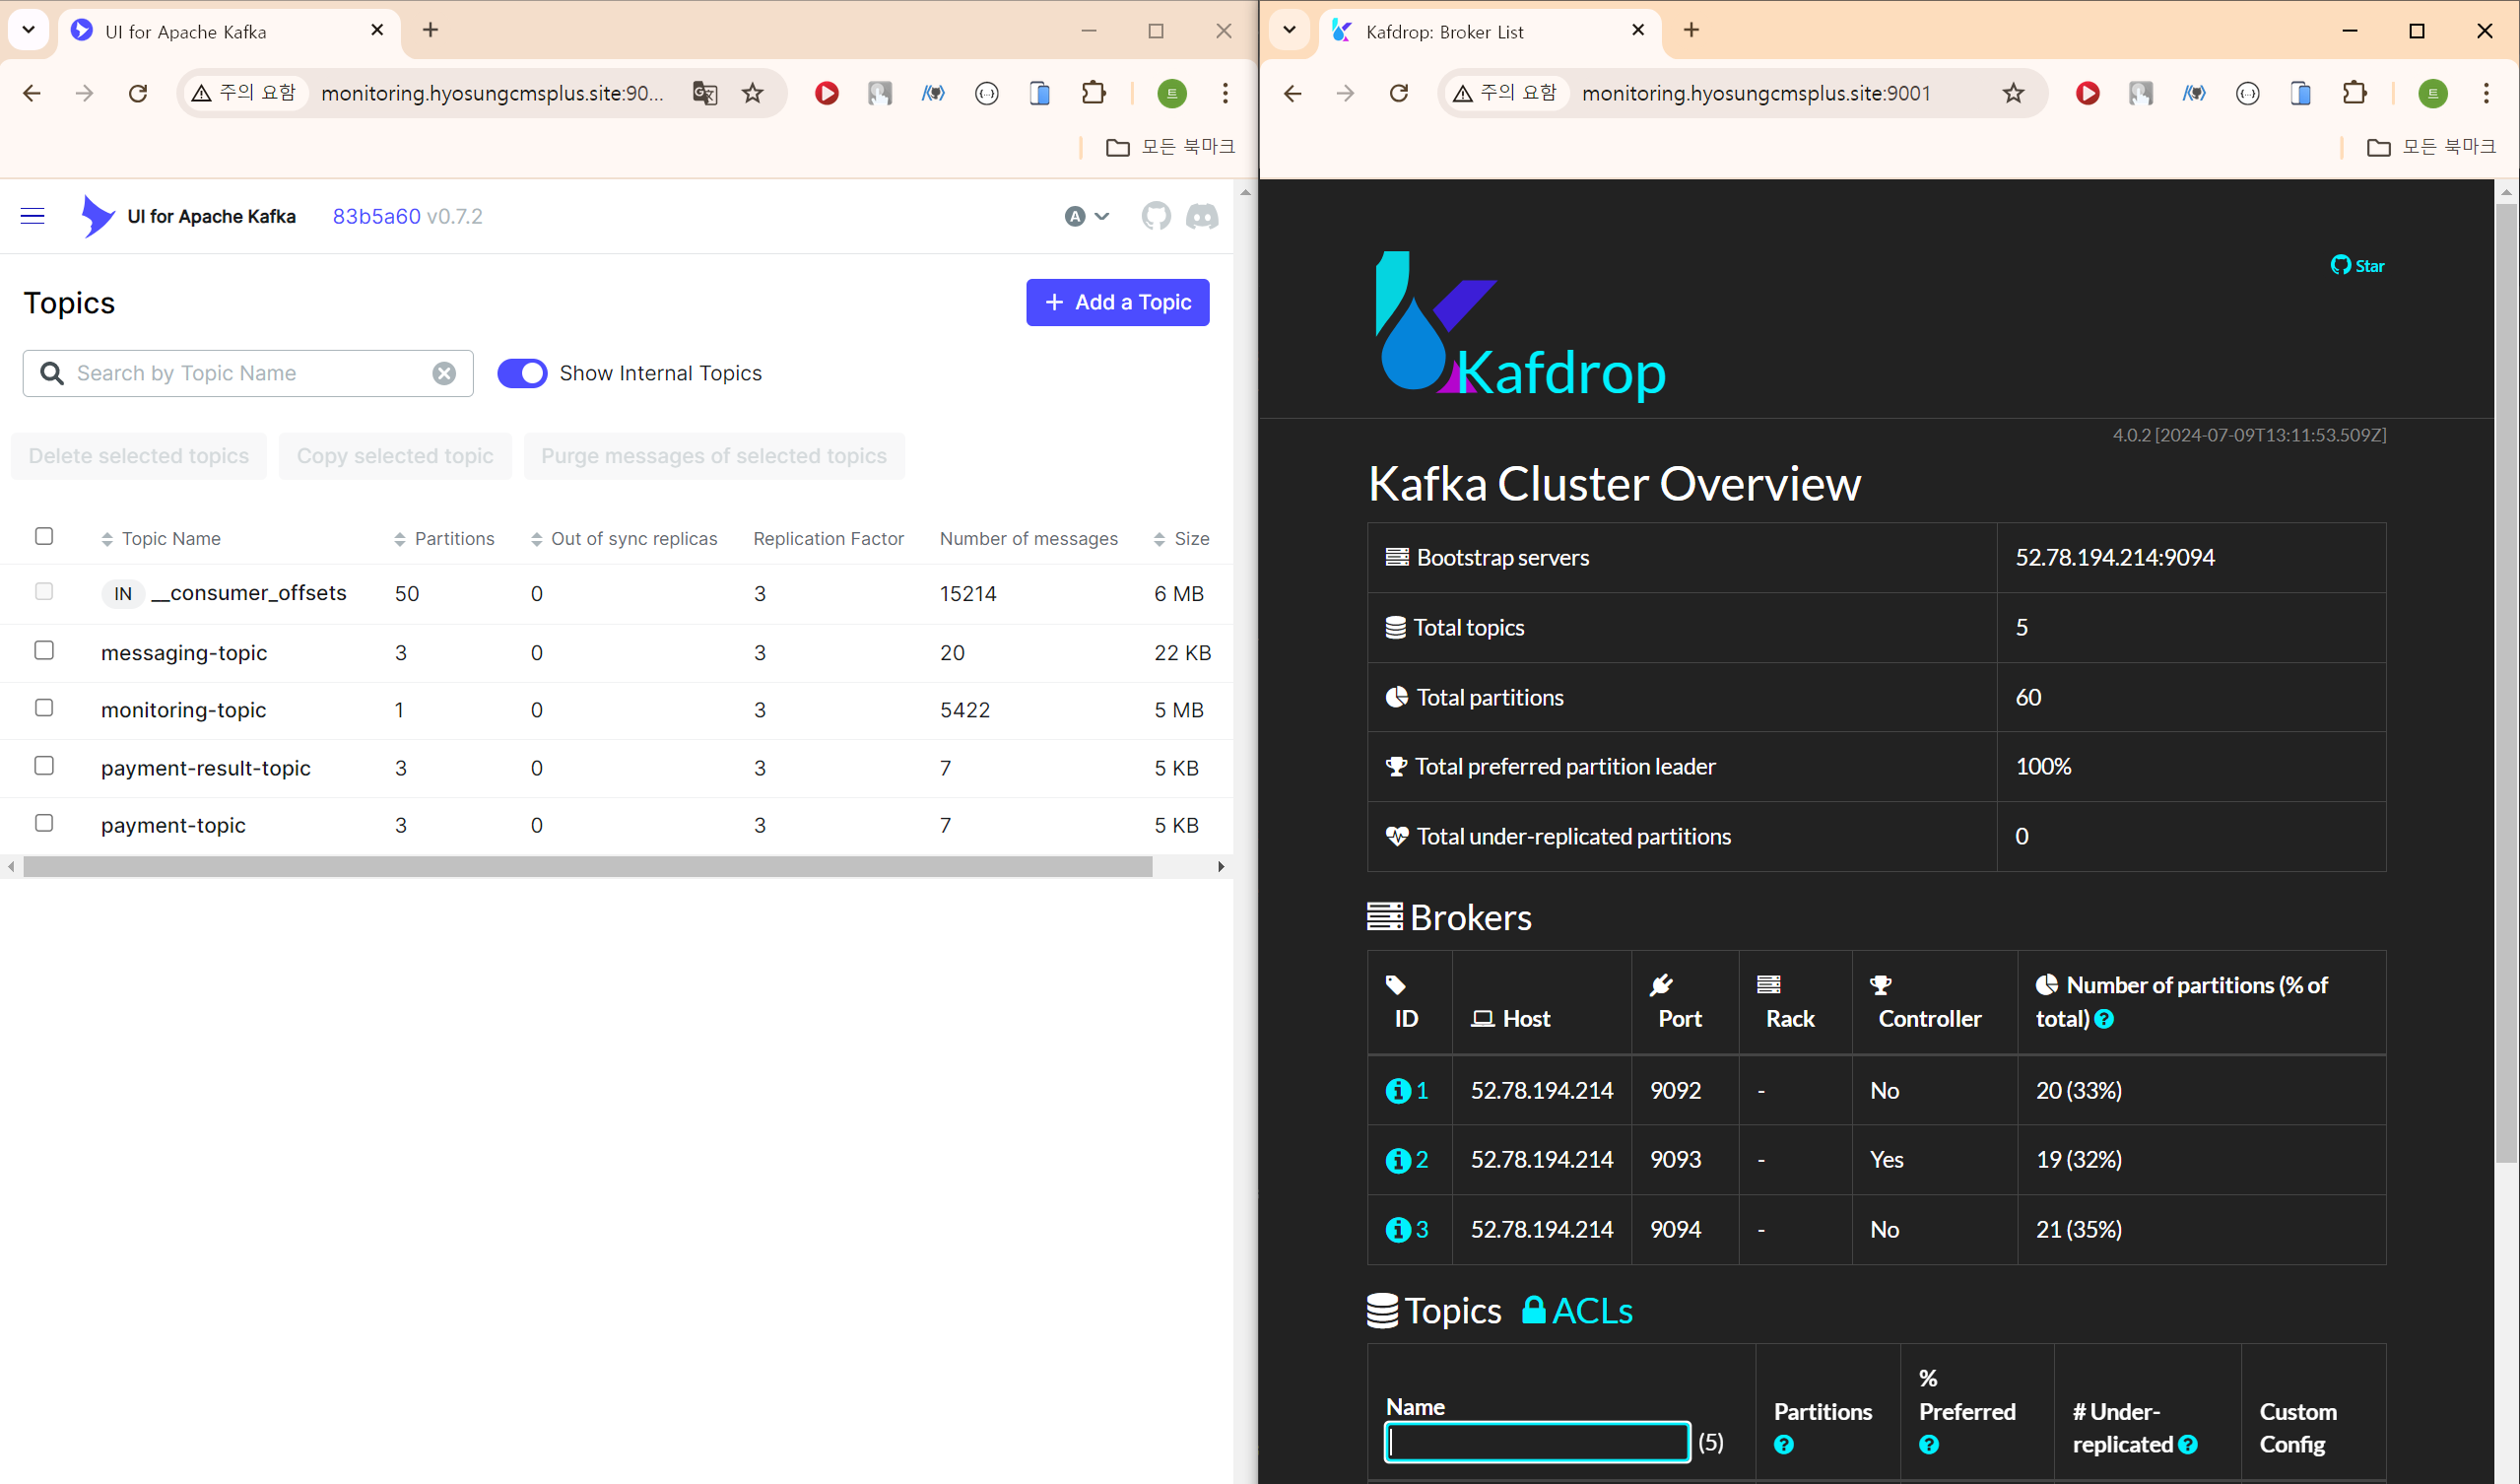 UI for Apache Kafka
주의 요함
monitoring.hyosungcmsplus.site:90...
트
모든 북마크
UI for Apache Kafka 83b5a60 v0.7.2
A
Topics
Add a Topic
Search by Topic Name
Show Internal Topics
Delete selected topics
Copy selected topic
Purge messages of selected topics
Topic Name Partitions Out of sync replicas Replication Factor Number of messages Size
IN __consumer_offsets 50 0 3 15214 6 MB
messaging-topic 3 0 3 20 22 KB
monitoring-topic 1 0 3 5422 5 MB
payment-result-topic 3 0 3 7 5 KB
payment-topic 3 0 3 7 5 KB
Kafdrop: Broker List
주의 요함
monitoring.hyosungcmsplus.site:9001
트
모든 북마크
Star
Kafdrop
4.0.2 [2024-07-09T13:11:53.509Z]
Kafka Cluster Overview
Bootstrap servers 52.78.194.214:9094
Total topics 5
Total partitions 60
Total preferred partition leader 100%
Total under-replicated partitions 0
Brokers
ID Host Port Rack Controller Number of partitions (% of
total)
1 52.78.194.214 9092 - No 20 (33%)
2 52.78.194.214 9093 - Yes 19 (32%)
3 52.78.194.214 9094 - No 21 (35%)
Topics ACLs
Name (5)
Partitions
%
Preferred
# Under-
replicated
Custom
Config